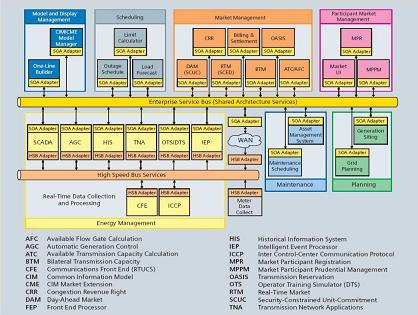 Model and Display
Management
Scheduling
Market Management
Participant Market
Management
CIM/CME
Model
Manager
SOA Adapter
Limit
Calculator
SOA Adapter
CRR
SOA Adapter
Billing &
Settlement
SOA Adapter
OASIS
SOA Adapter
MPR
SOA Adapter
One-Line
Builder
SOA Adapter
Outage
Schedule
SOA Adapter
Load
Forecast
SOA Adapter
DAM
(SCUC)
SOA Adapter
RTM
(SCED)
SOA Adapter
BTM
SOA Adapter
ATC/AFC
SOA Adapter
Market
UI
SOA Adapter
MPPM
SOA Adapter
Enterprise Service Bus (Shared Architecture Services)
SOA Adapter
SCADA
HSB Adapter
SOA Adapter
AGC
HSB Adapter
SOA Adapter
HIS
HSB Adapter
SOA Adapter
TNA
HSB Adapter
SOA Adapter
OTS/DTS
HSB Adapter
SOA Adapter
IEP
HSB Adapter
SOA Adapter
WAN
HSB Adapter
SOA Adapter
Asset
Management
System
SOA Adapter
Maintenance
Scheduling
Maintenance
SOA Adapter
Generation
Siting
SOA Adapter
Grid
Planning
Planning
High Speed Bus Services
Real-Time Data Collection
and Processing
HSB Adapter
CFE
HSB Adapter
ICCP
HSB Adapter
Meter
Data
Collect
Energy Management
AFC Available Flow Gate Calculation
AGC Automatic Generation Control
ATC Available Transmission Capacity Calculation
BTM Bilateral Transmission Capacity
CFE Communications Front End (RTUCS)
CIM Common Information Model
CME CIM Market Extension
CRR Congestion Revenue Right
DAM Day-Ahead Market
FEP Front End Processor
HIS Historical Information System
IEP Intelligent Event Processor
ICCP Inter Control-Center Communication Protocol
MPR Market Participant Registration
MPPM Market Participant Prudential Management
OASIS Transmission Reservation
OTS Operator Training Simulator (DTS)
RTM Real-Time Market
SCUC Security-Constrained Unit-Commitment
TNA Transmission Network Applications